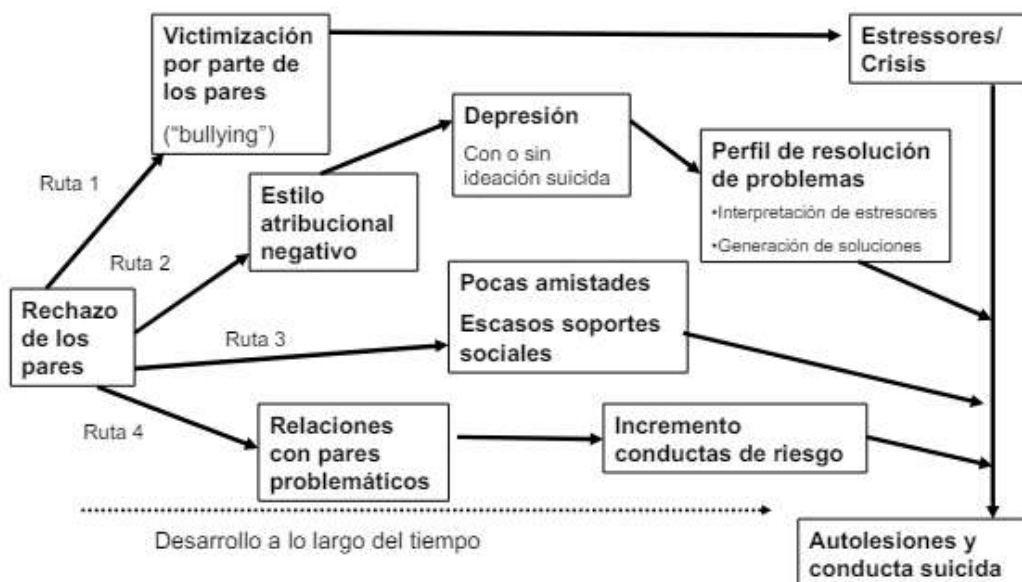 Victimización
por parte de
los pares
("bullying")
Estressores/
Crisis
Depresión
Con o sin
ideación suicida
Perfil de resolución
de problemas
•Interpretación de estresores
•Generación de soluciones
Ruta 1
Estilo
atribucional
negativo
Ruta 2
Rechazo
de los
pares
Ruta 3
Pocas amistades
Escasos soportes
sociales
Ruta 4
Relaciones
con pares
problemáticos
Incremento
conductas de riesgo
Desarrollo a lo largo del tiempo
Autolesiones y
conducta suicida